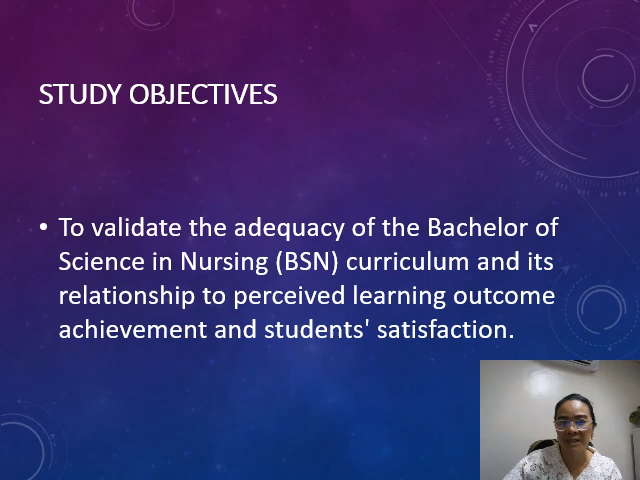 STUDY OBJECTIVES
• To validate the adequacy of the Bachelor of
Science in Nursing (BSN) curriculum and its
relationship to perceived learning outcome
achievement and students' satisfaction.